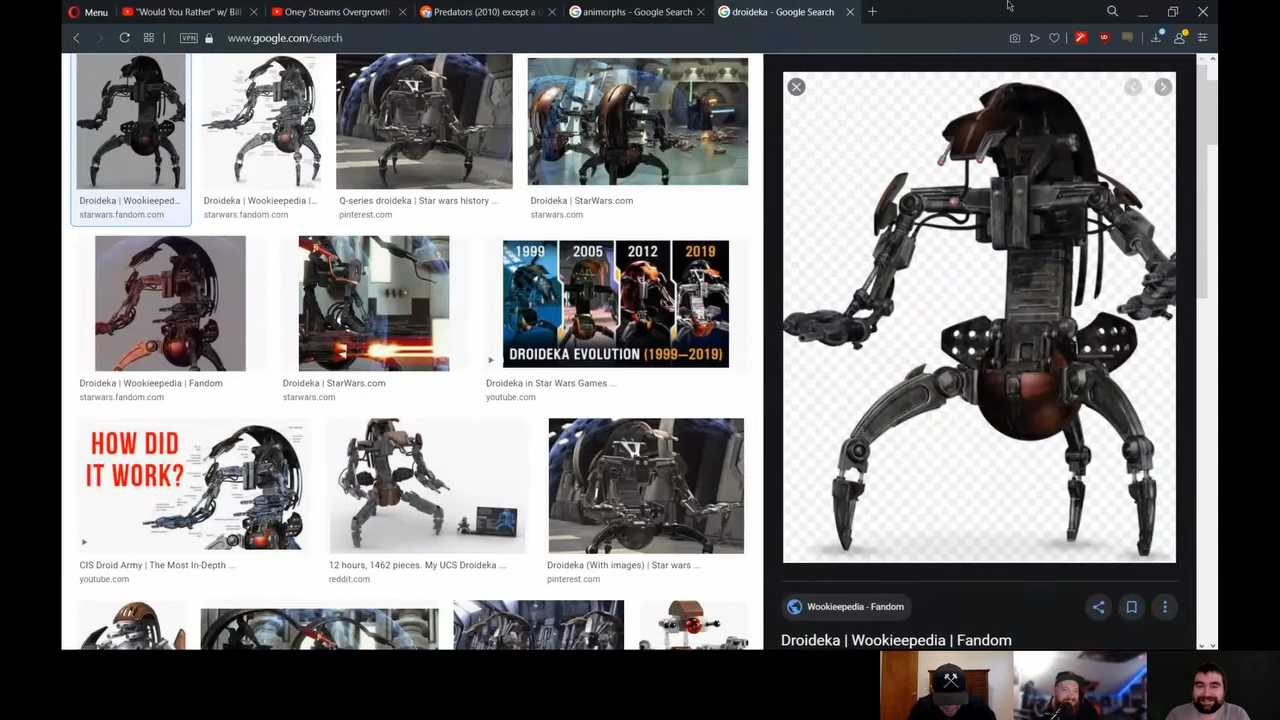 Menu
"Would You Rather" w/ Bil
Oney Streams Overgrowth
Predators (2010) except a
animorphs - Google Search
droideka - Google Search
VPN
www.google.com/search
Droideka | Wookieeped...
starwars.fandom.com
Droideka | Wookieepedia |...
starwars.fandom.com
Q-series droideka | Star wars history ...
pinterest.com
Droideka | StarWars.com
starwars.com
1999 2005 2012 2019
DROIDEKA EVOLUTION (1999—2019)
Droideka | Wookieepedia | Fandom
starwars.fandom.com
Droideka | StarWars.com
starwars.com
Droideka in Star Wars Games ...
youtube.com
HOW DID
IT WORK?
CIS Droid Army | The Most In-Depth ...
youtube.com
12 hours, 1462 pieces. My UCS Droideka ...
reddit.com
Droideka (With images) | Star wars ...
pinterest.com
Wookieepedia - Fandom
Droideka | Wookieepedia | Fandom